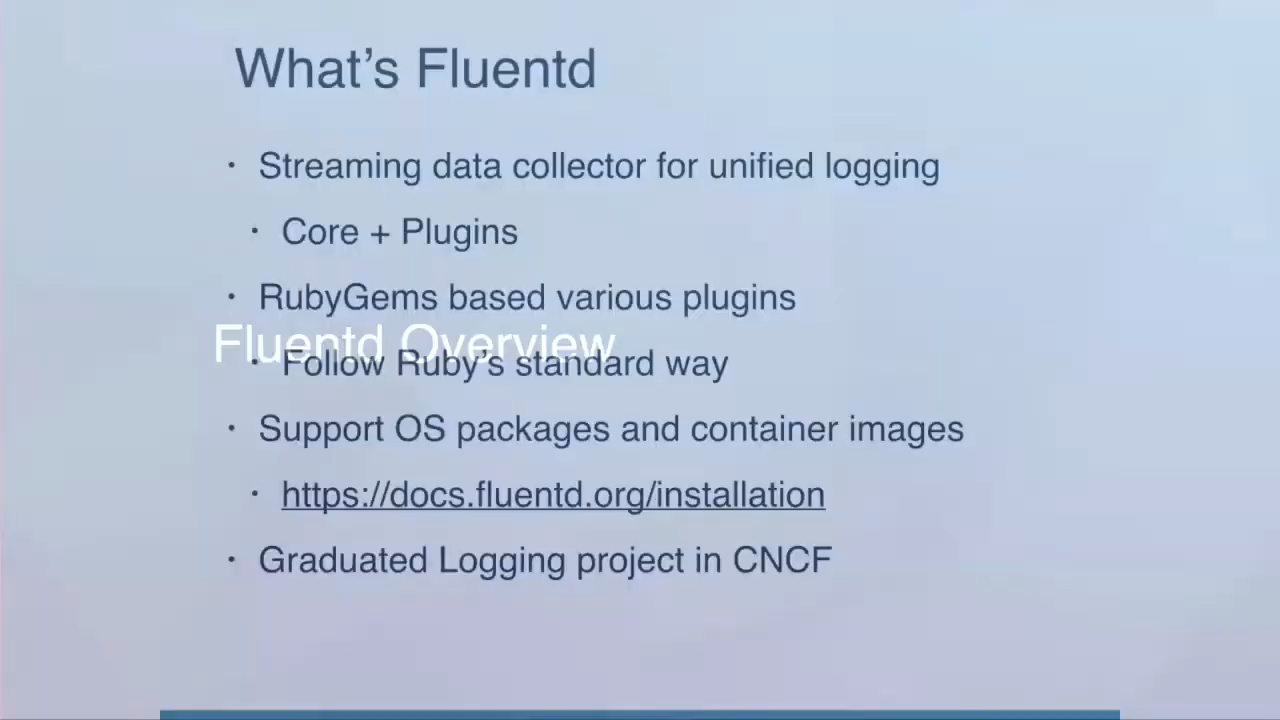 What’s Fluentd
• Streaming data collector for unified logging
• Core + Plugins
• RubyGems based various plugins
Fluentd Overview
• Follow Ruby’s standard way
• Support OS packages and container images
• https://docs.fluentd.org/installation
• Graduated Logging project in CNCF